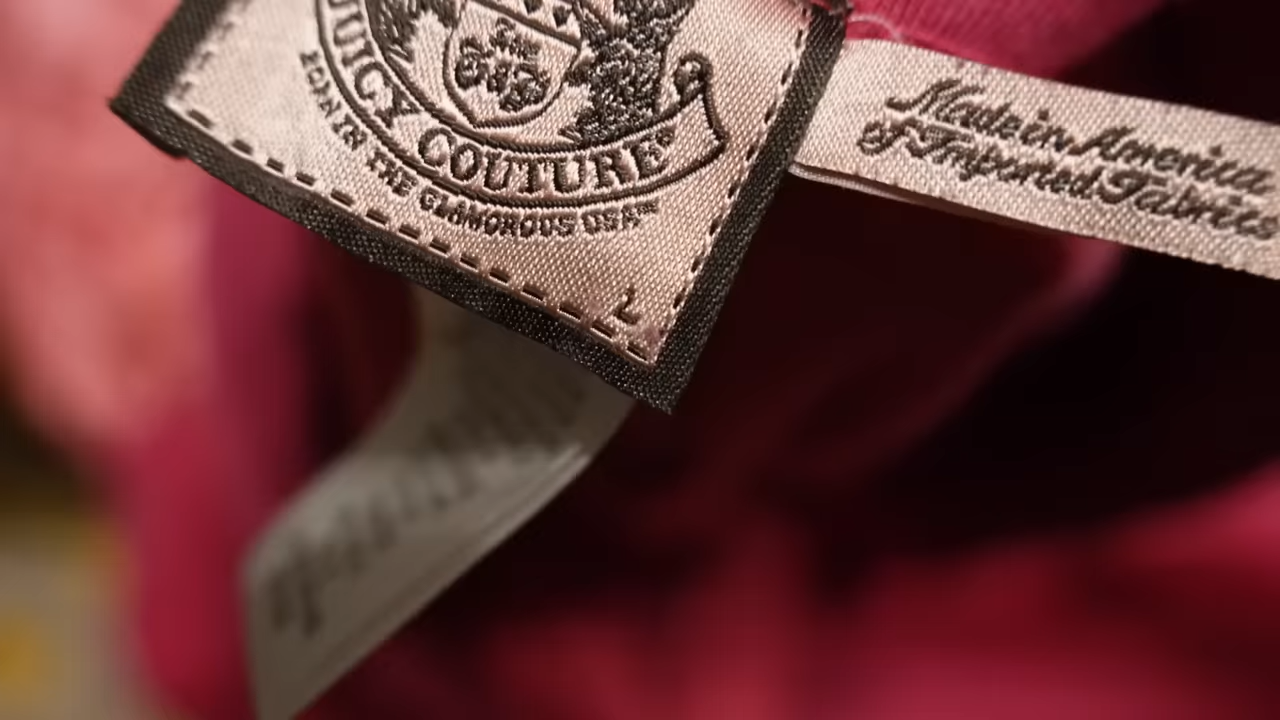 JUICY COUTURE
BORN IN THE GLAMOROUS USA
L
Made in America
of Imported Fabrics